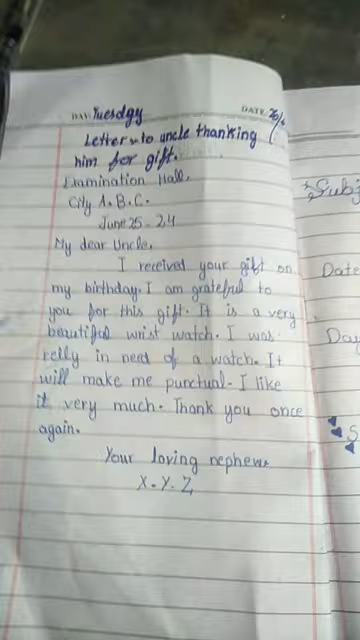 DAY Tuesday DATE 26/
Letter to uncle thanking
him for gift.
Examination Hall,
City A.B.C.
June 25-24
My dear Uncle,
I received your gift on
my birthday. I am grateful to
you for this gift. It is a very
beautiful wrist watch. I was
relly in need of a watch. It
will make me punctual. I like
it very much. Thank you once
again.
Your loving nephew
X.Y.Z
Subj
Date
Day
S